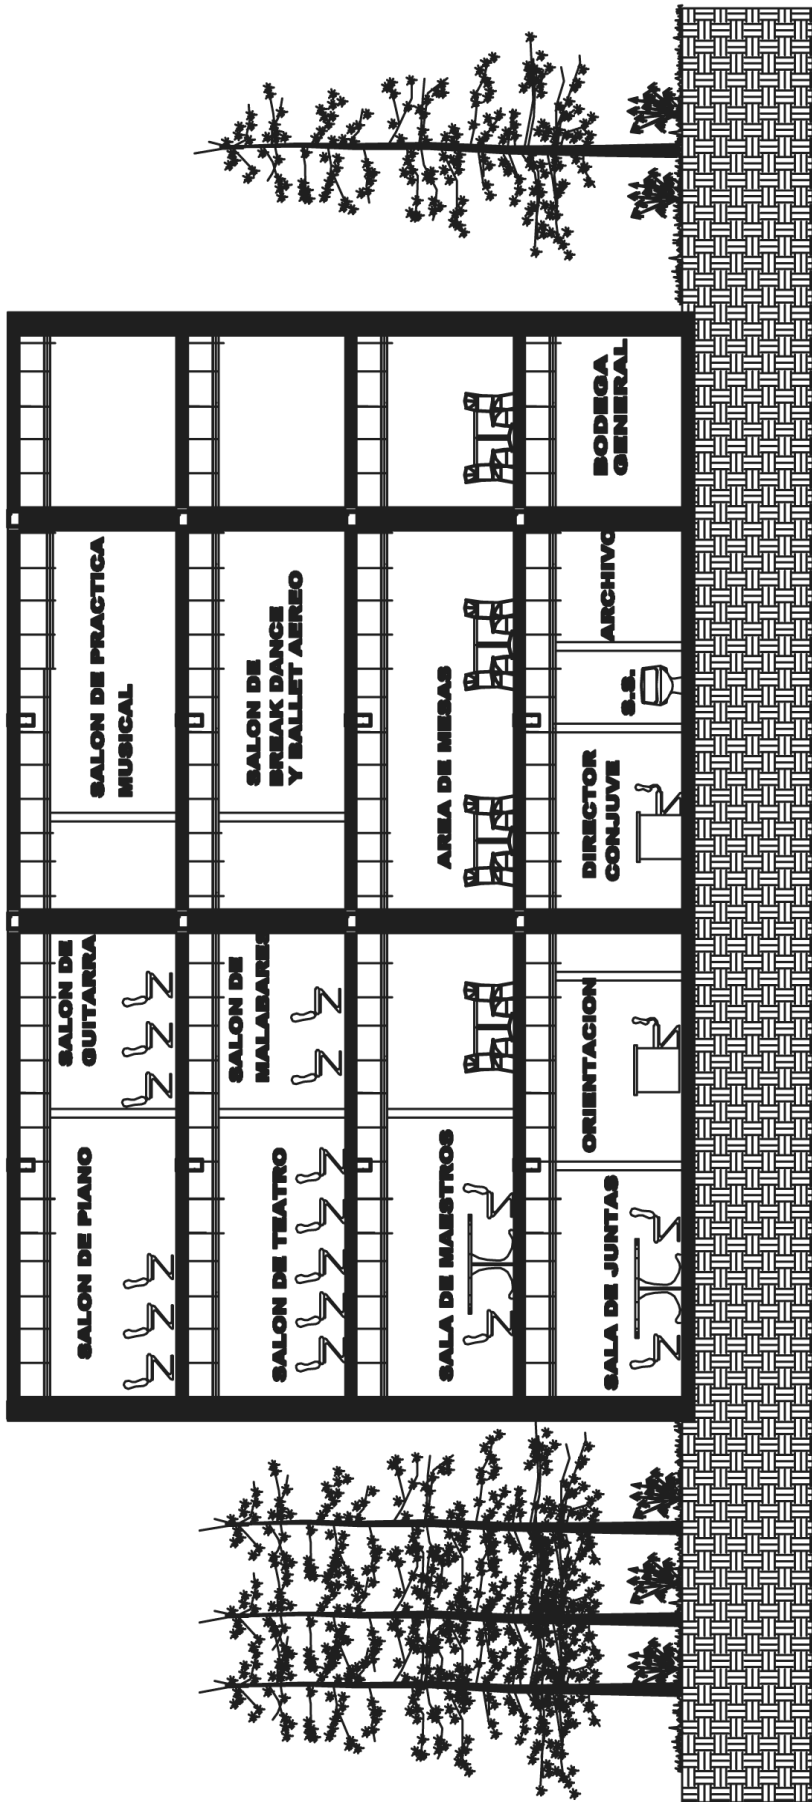 SALON DE PIANO
SALON DE
GUITARRA
SALON DE PRACTICA
MUSICAL
SALON DE TEATRO
SALON DE
MALABARES
SALON DE
BREAK DANCE
Y BALLET AEREO
SALA DE MAESTROS
AREA DE MESAS
SALA DE JUNTAS
ORIENTACION
DIRECTOR
CONJUVE
S.S.
ARCHIVO
BODEGA
GENERAL